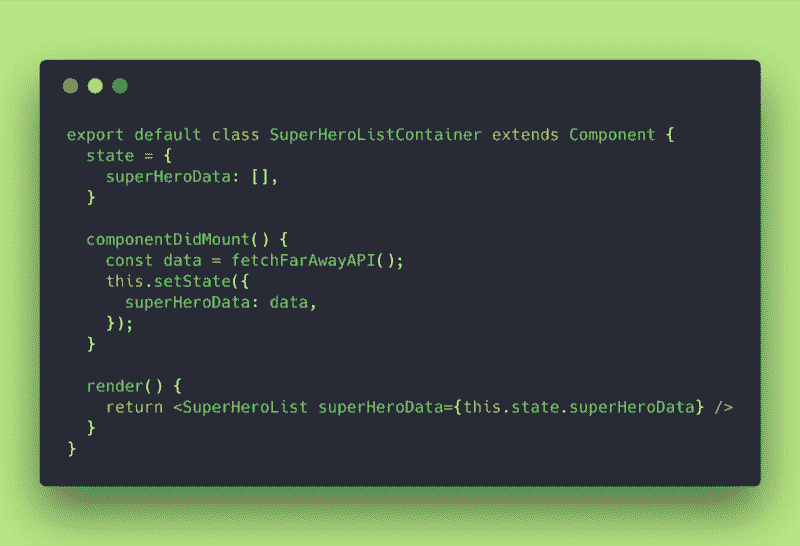 export default class SuperHeroListContainer extends Component {
  state = {
    superHeroData: [],
  }

  componentDidMount() {
    const data = fetchFarAwayAPI();
    this.setState({
      superHeroData: data,
    });
  }

  render() {
    return <SuperHeroList superHeroData={this.state.superHeroData} />
  }
}